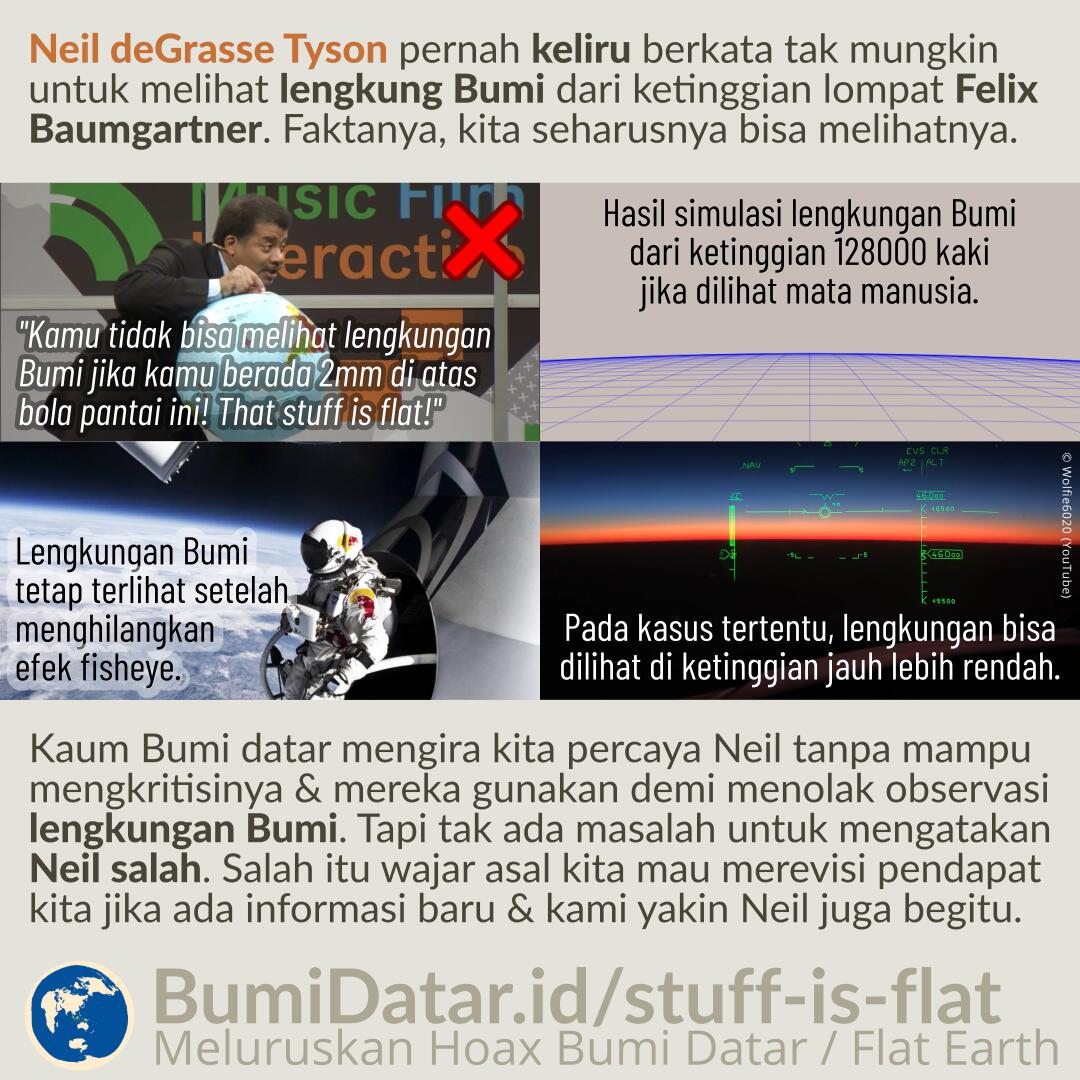 Neil deGrasse Tyson pernah keliru berkata tak mungkin
untuk melihat lengkung Bumi dari ketinggian lompat Felix
Baumgartner. Faktanya, kita seharusnya bisa melihatnya.
Music Film
Interactive
"Kamu tidak bisa melihat lengkungan
Bumi jika kamu berada 2mm di atas
bola pantai ini! That stuff is flat!"
Hasil simulasi lengkungan Bumi
dari ketinggian 128000 kaki
jika dilihat mata manusia.
Lengkungan Bumi
tetap terlihat setelah
menghilangkan
efek fisheye.
EVS CLR
AP2 ALT
NAV
46000
46500
46000
45500
© Wolfie6020 (YouTube)
Pada kasus tertentu, lengkungan bisa
dilihat di ketinggian jauh lebih rendah.
Kaum Bumi datar mengira kita percaya Neil tanpa mampu
mengkritisinya & mereka gunakan demi menolak observasi
lengkungan Bumi. Tapi tak ada masalah untuk mengatakan
Neil salah. Salah itu wajar asal kita mau merevisi pendapat
kita jika ada informasi baru & kami yakin Neil juga begitu.
BumiDatar.id/stuff-is-flat
Meluruskan Hoax Bumi Datar / Flat Earth